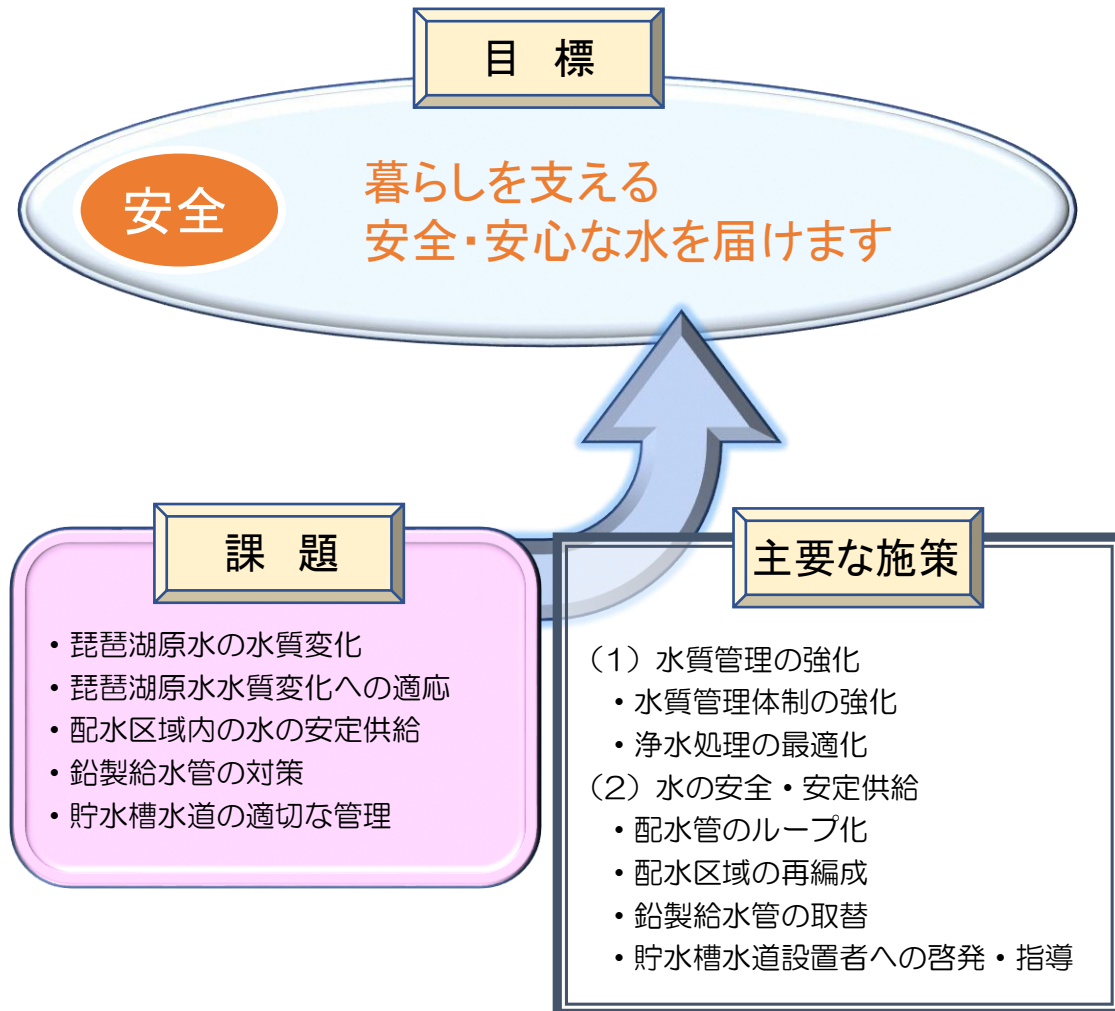 目 標
安全
暮らしを支える
安全・安心な水を届けます
課 題
・琵琶湖原水の水質変化
・琵琶湖原水水質変化への適応
・配水区域内の水の安定供給
・鉛製給水管の対策
・貯水槽水道の適切な管理
主要な施策
（1）水質管理の強化
・水質管理体制の強化
・浄水処理の最適化
（2）水の安全・安定供給
・配水管のループ化
・配水区域の再編成
・鉛製給水管の取替
・貯水槽水道設置者への啓発・指導